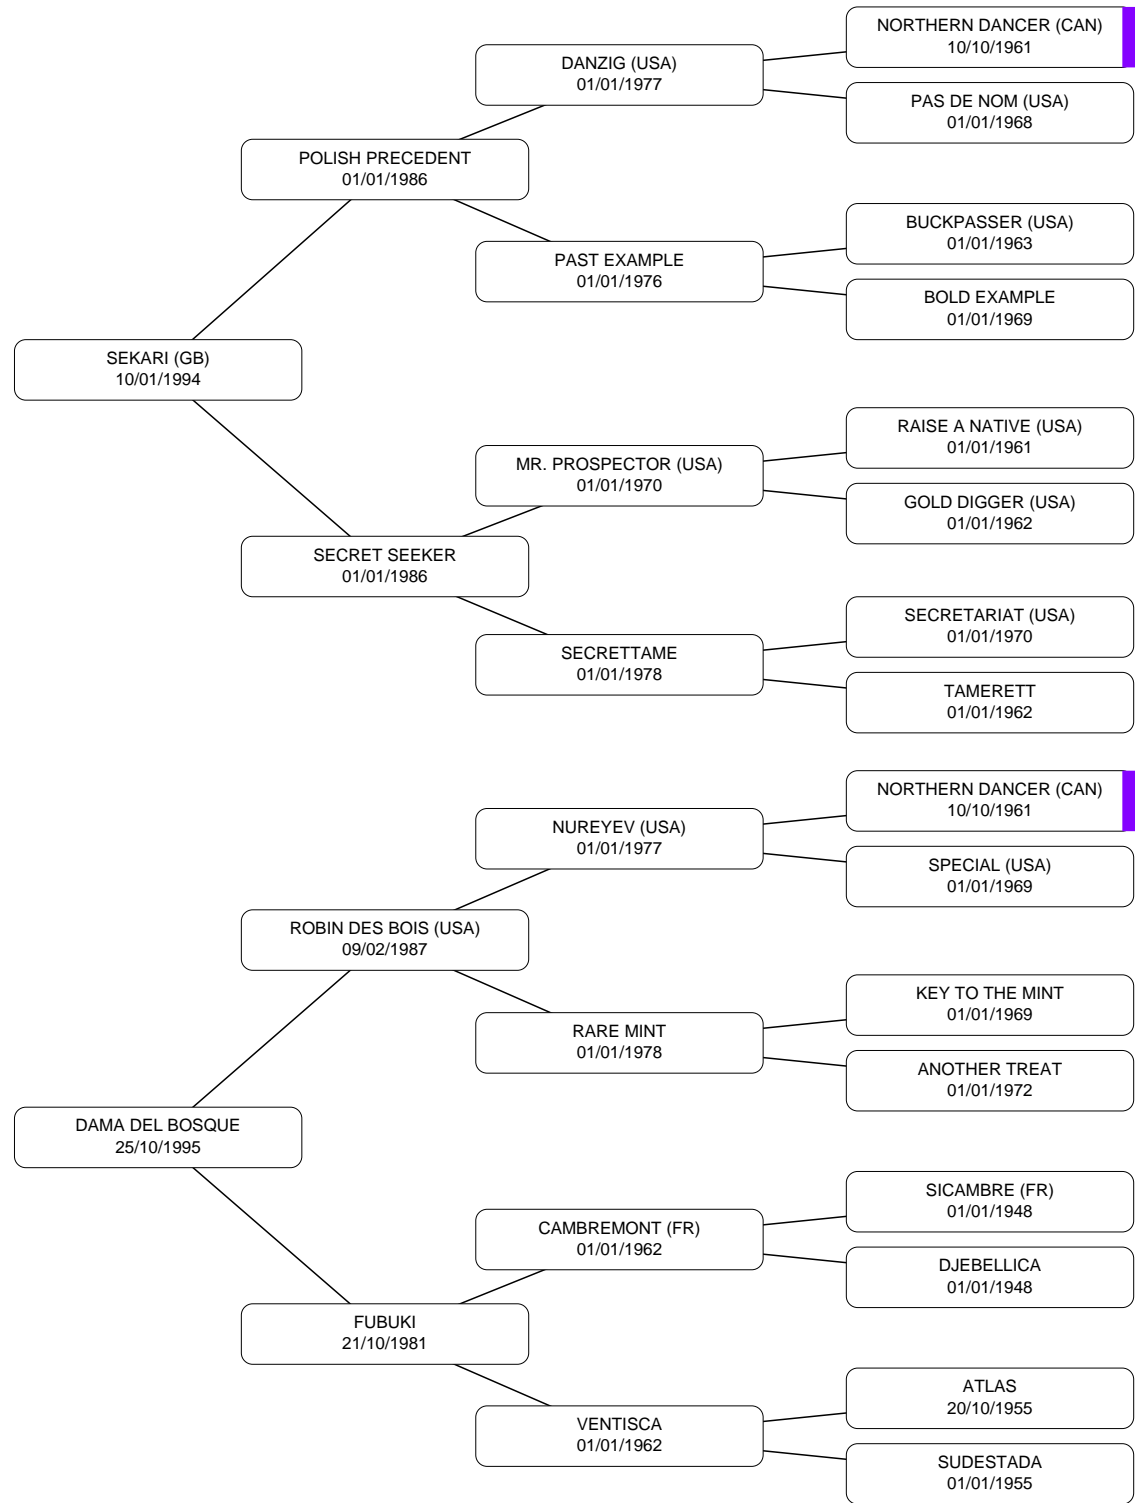 NORTHERN DANCER (CAN)
10/10/1961
DANZIG (USA)
01/01/1977
PAS DE NOM (USA)
01/01/1968
POLISH PRECEDENT
01/01/1986
BUCKPASSER (USA)
01/01/1963
PAST EXAMPLE
01/01/1976
BOLD EXAMPLE
01/01/1969
SEKARI (GB)
10/01/1994
RAISE A NATIVE (USA)
01/01/1961
MR. PROSPECTOR (USA)
01/01/1970
GOLD DIGGER (USA)
01/01/1962
SECRET SEEKER
01/01/1986
SECRETARIAT (USA)
01/01/1970
SECRETTAME
01/01/1978
TAMERETT
01/01/1962
NORTHERN DANCER (CAN)
10/10/1961
NUREYEV (USA)
01/01/1977
SPECIAL (USA)
01/01/1969
ROBIN DES BOIS (USA)
09/02/1987
KEY TO THE MINT
01/01/1969
RARE MINT
01/01/1978
ANOTHER TREAT
01/01/1972
DAMA DEL BOSQUE
25/10/1995
SICAMBRE (FR)
01/01/1948
CAMBREMONT (FR)
01/01/1962
DJEBELLICA
01/01/1948
FUBUKI
21/10/1981
ATLAS
20/10/1955
VENTISCA
01/01/1962
SUDESTADA
01/01/1955